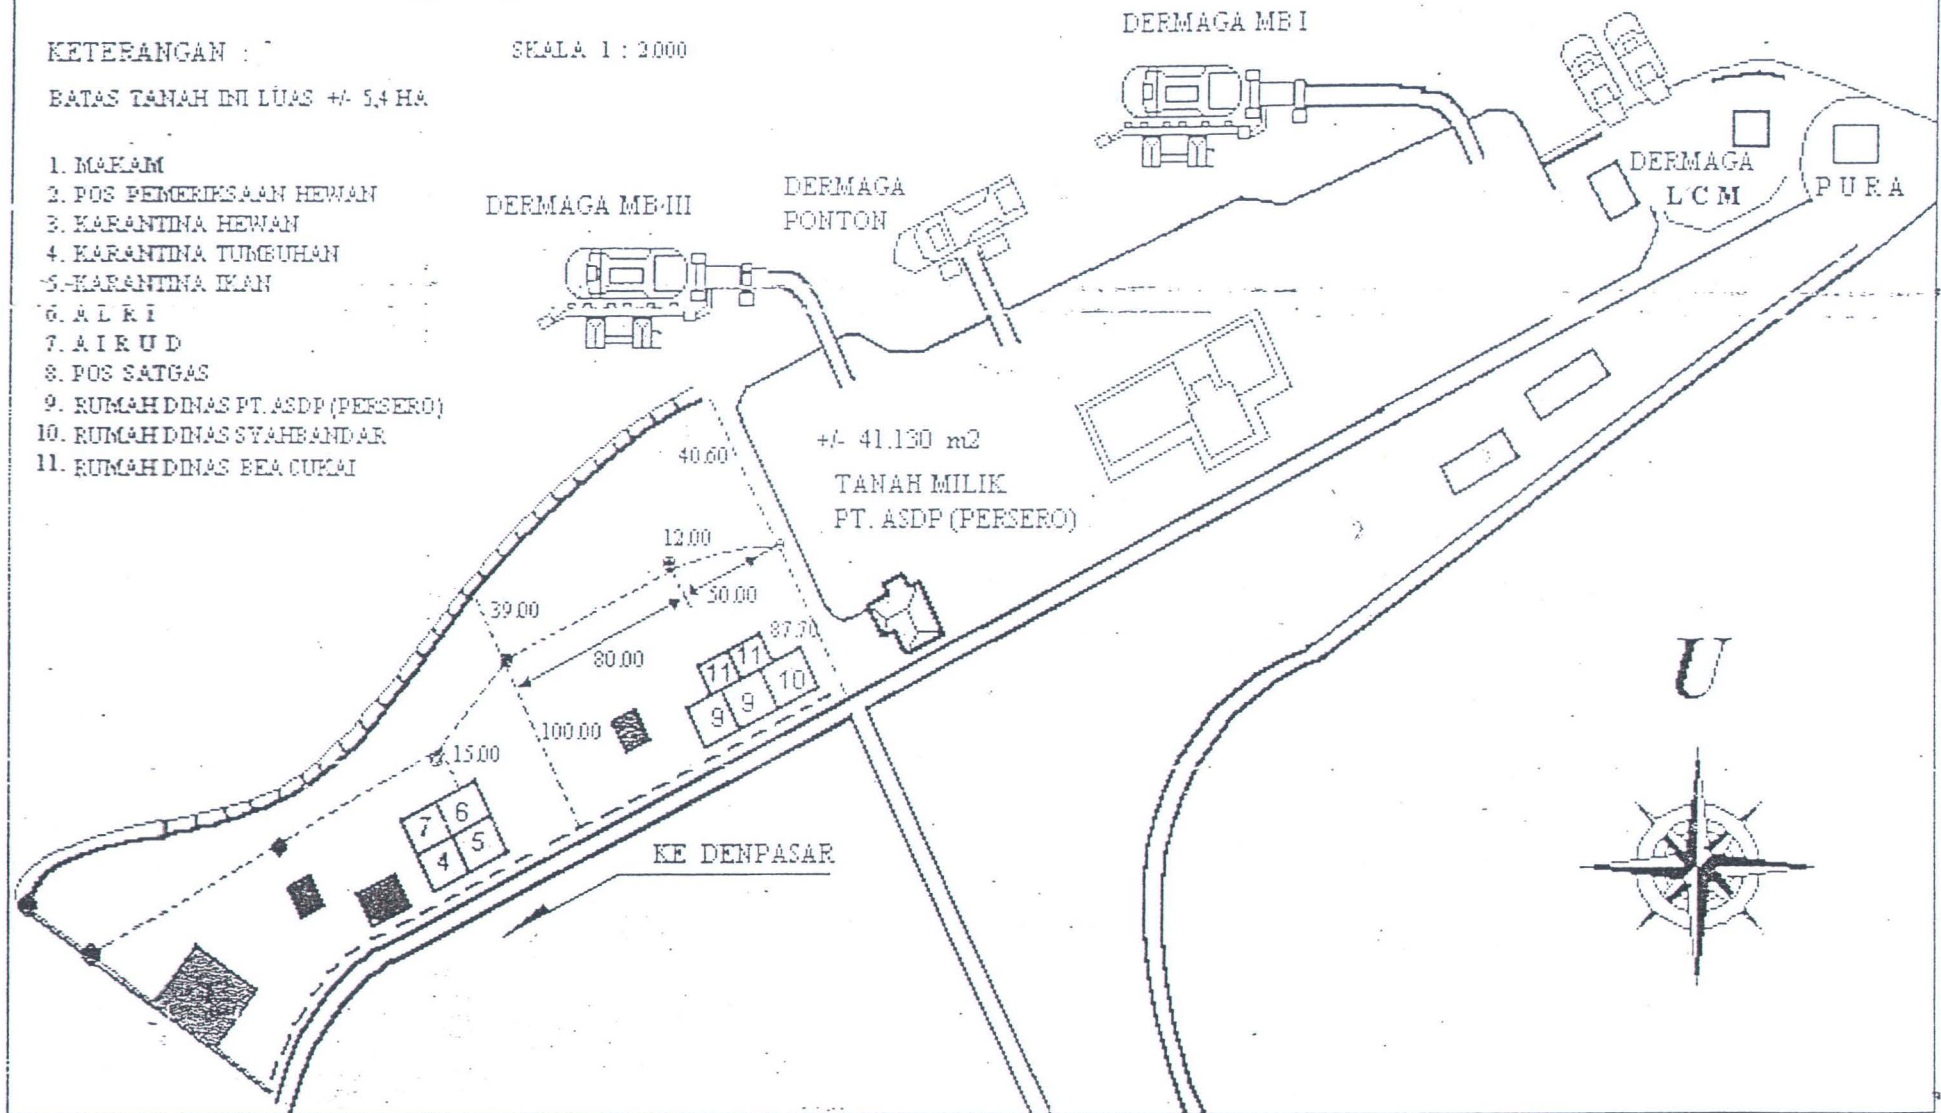 KETERANGAN :
SKALA 1 : 2000
BATAS TANAH INI LUAS +/- 5,4 HA
1. MAKAM
2. POS PEMERIKSAAN HEWAN
3. KARANTINA HEWAN
4. KARANTINA TUMBUHAN
5. KARANTINA IKAN
6. A L R I
7. A I R U D
8. POS SATGAS
9. RUMAH DINAS PT. ASDP (PERSERO)
10. RUMAH DINAS SYAHBANDAR
11. RUMAH DINAS BEA CUKAI
DERMAGA MB I
DERMAGA MB III
DERMAGA
PONTON
DERMAGA
L C M
P U R A
+/- 41.130 m2
TANAH MILIK
PT. ASDP (PERSERO)
40.60
12.00
50.00
39.00
80.00
87.70
100.00
15.00
11 11
9 9 10
7 6
4 5
2
KE DENPASAR
U